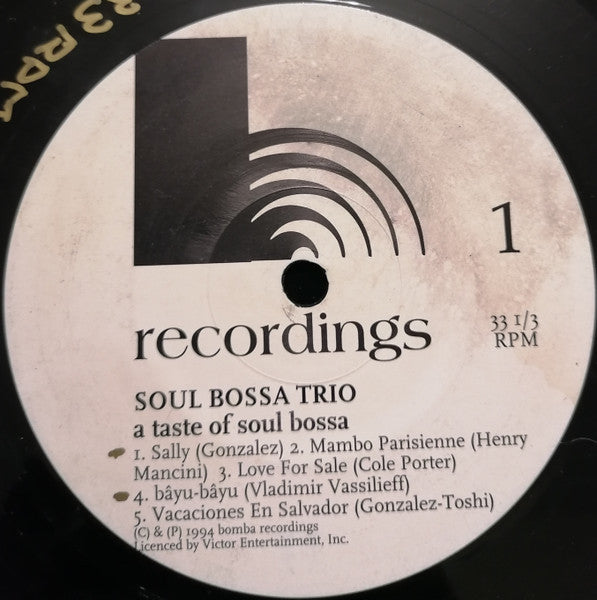 33 RPM
1
recordings
33 1/3
RPM
SOUL BOSSA TRIO
a taste of soul bossa
1. Sally (Gonzalez) 2. Mambo Parisienne (Henry
Mancini) 3. Love For Sale (Cole Porter)
4. bâyu-bâyu (Vladimir Vassilieff)
5. Vacaciones En Salvador (Gonzalez-Toshi)
(C) & (P) 1994 bomba recordings
Licenced by Victor Entertainment, Inc.